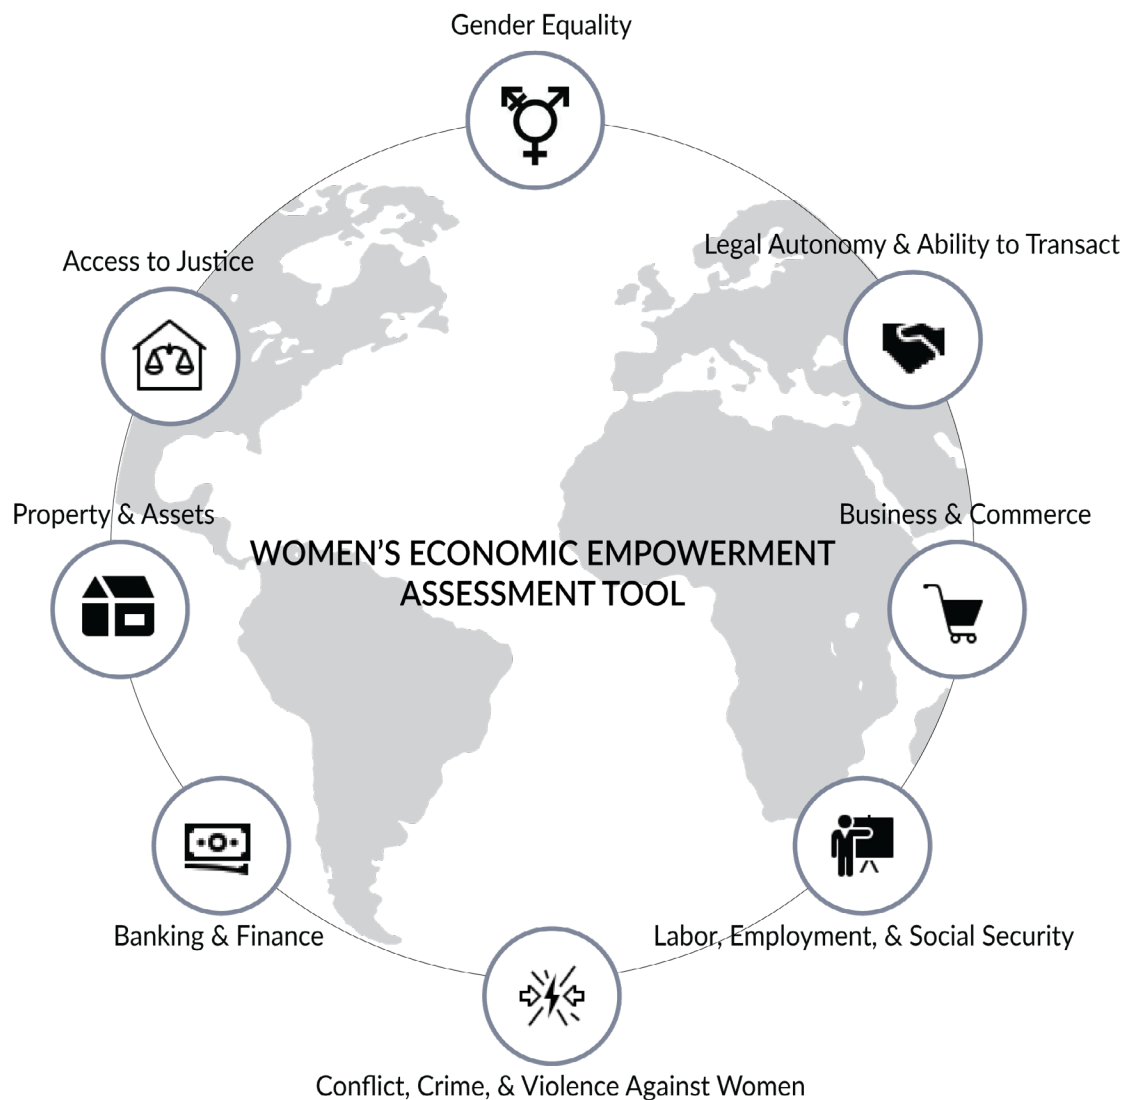 Gender Equality
Legal Autonomy & Ability to Transact
Access to Justice
Property & Assets
Business & Commerce
WOMEN’S ECONOMIC EMPOWERMENT
ASSESSMENT TOOL
Banking & Finance
Labor, Employment, & Social Security
Conflict, Crime, & Violence Against Women